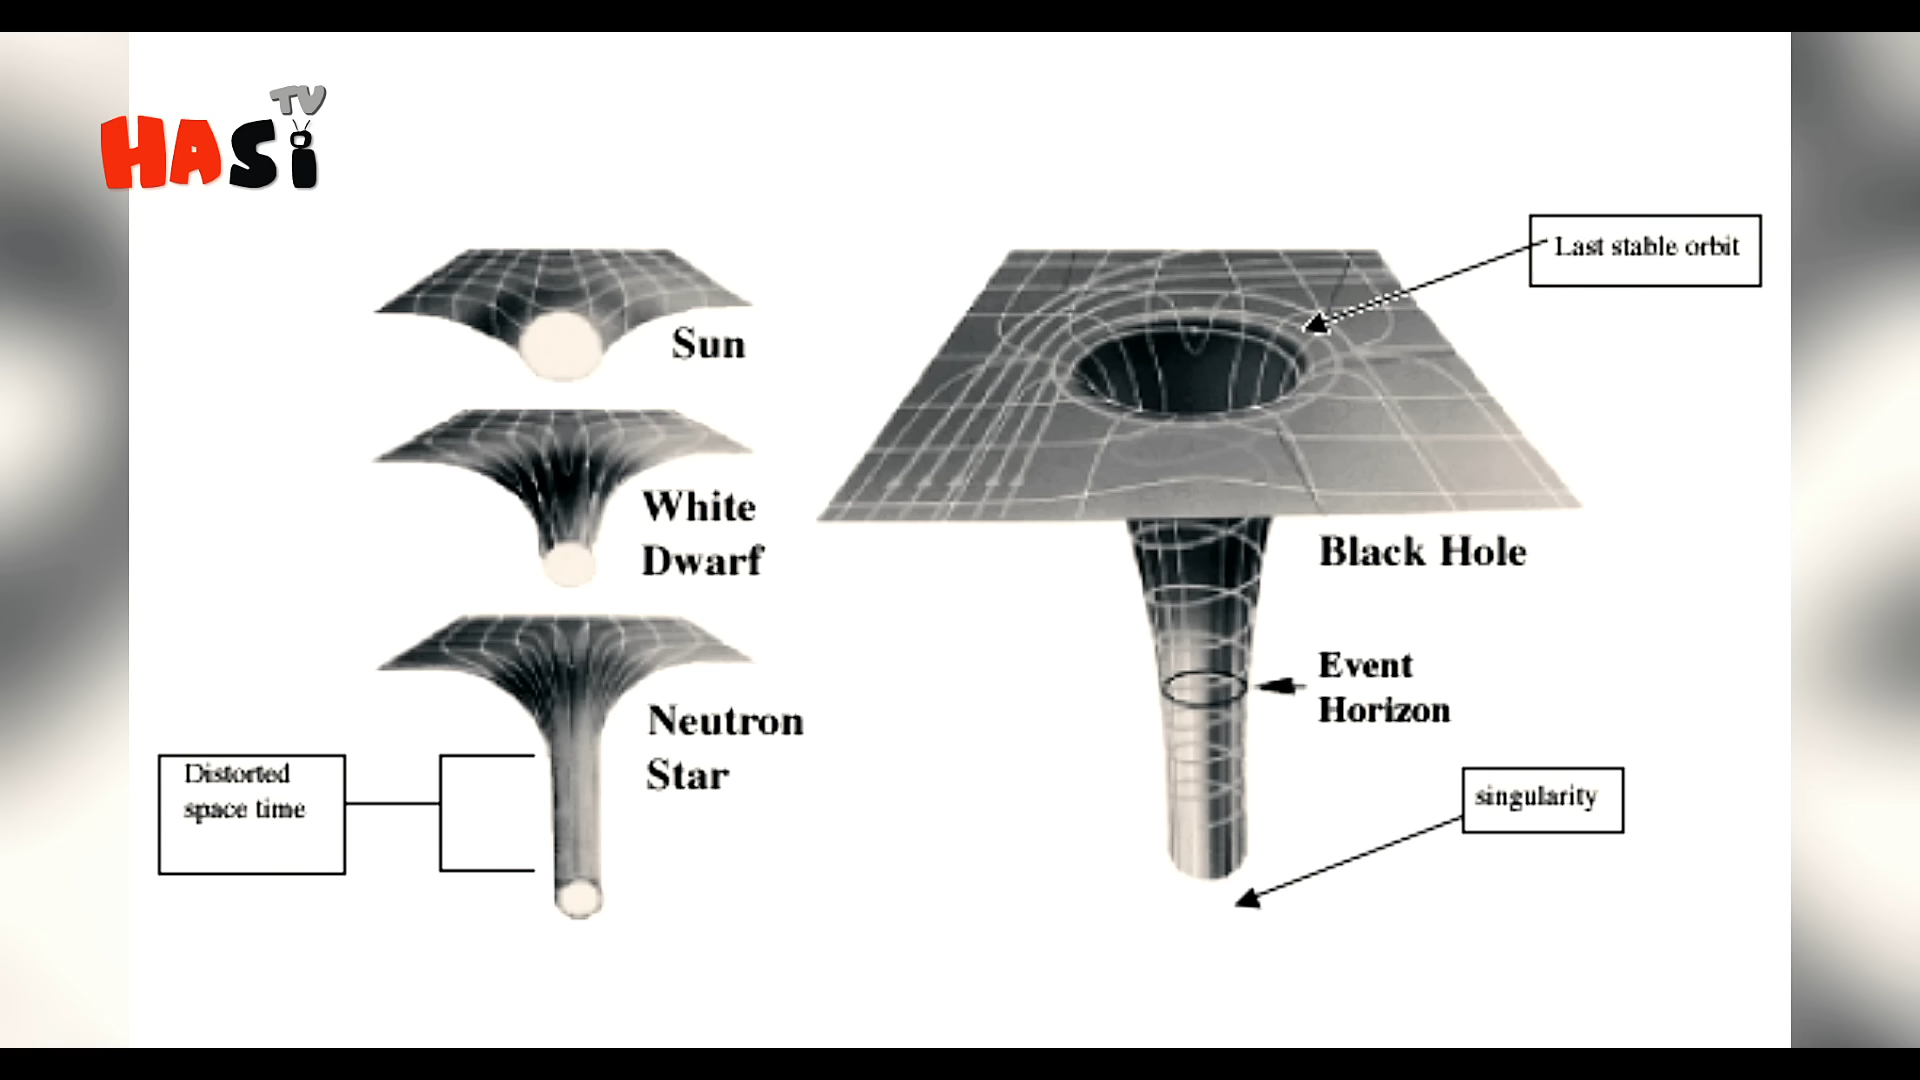 TV
HASi
Last stable orbit
Sun
White
Dwarf
Black Hole
Event
Horizon
Neutron
Star
Distorted
space time
singularity